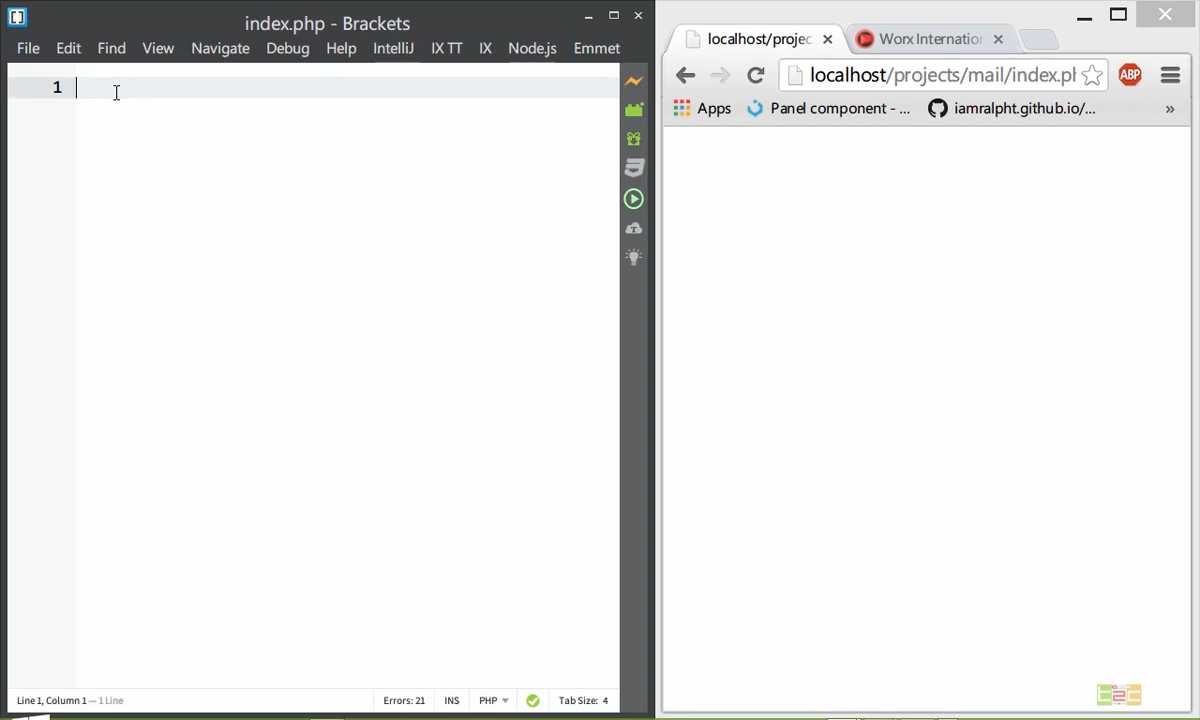 index.php - Brackets
File Edit Find View Navigate Debug Help IntelliJ IX TT IX Node.js Emmet
1
Line 1, Column 1 — 1 Line
Errors: 21 INS PHP Tab Size: 4
localhost/projec
Worx Internation
localhost/projects/mail/index.ph
ABP
Apps Panel component - ... iamralpht.github.io/... »